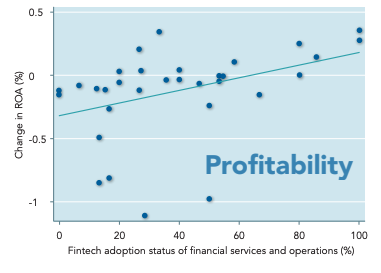 0.5
0
-0.5
-1
Change in ROA (%)
Profitability
0 20 40 60 80 100
Fintech adoption status of financial services and operations (%)